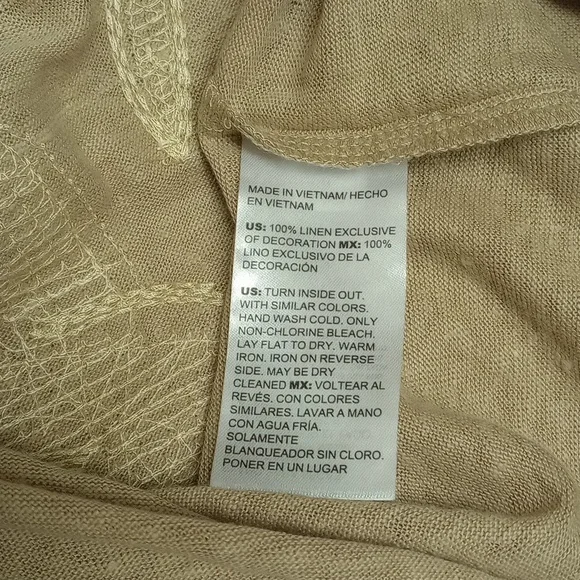 MADE IN VIETNAM/ HECHO
EN VIETNAM
US: 100% LINEN EXCLUSIVE
OF DECORATION MX: 100%
LINO EXCLUSIVO DE LA
DECORACIÓN
US: TURN INSIDE OUT.
WITH SIMILAR COLORS.
HAND WASH COLD. ONLY
NON-CHLORINE BLEACH.
LAY FLAT TO DRY. WARM
IRON. IRON ON REVERSE
SIDE. MAY BE DRY
CLEANED MX: VOLTEAR AL
REVÉS. CON COLORES
SIMILARES. LAVAR A MANO
CON AGUA FRÍA.
SOLAMENTE
BLANQUEADOR SIN CLORO.
PONER EN UN LUGAR